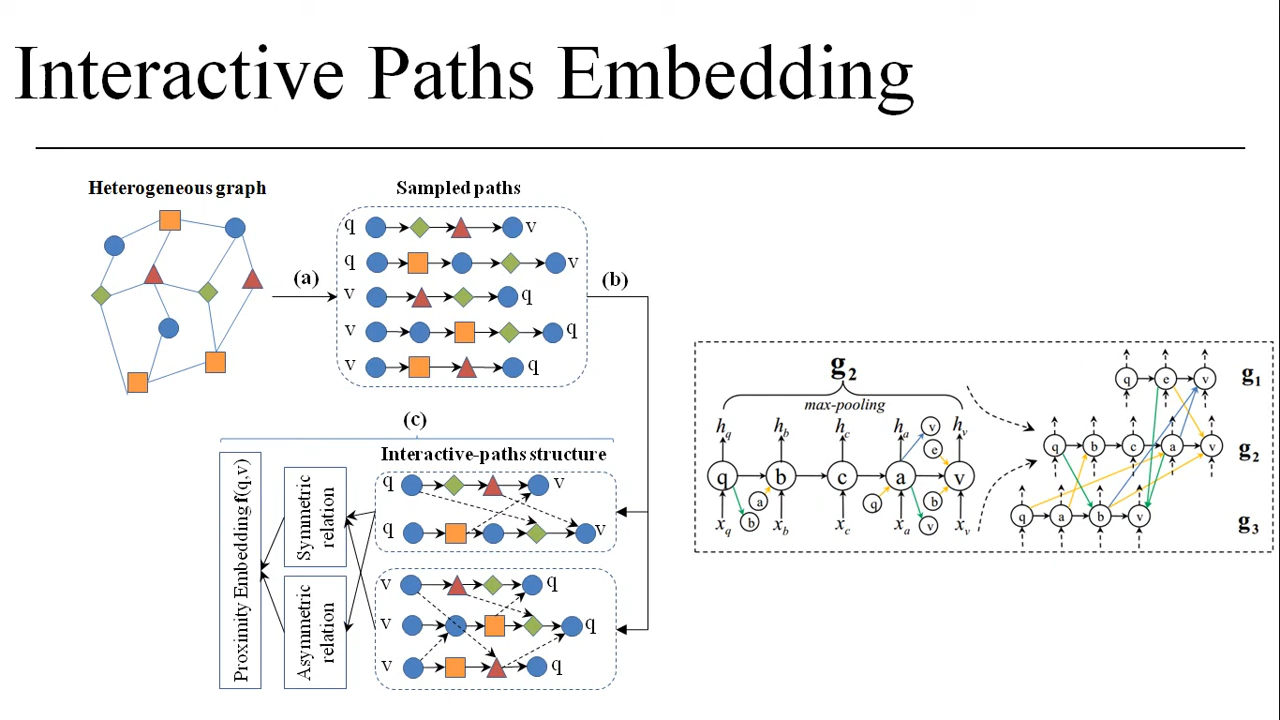 Interactive Paths Embedding
Heterogeneous graph
Sampled paths
(a)
q v
q v
v q
v q
v q
(b)
(c)
Interactive-paths structure
q v
q v
v q
v q
v q
Symmetric relation
Asymmetric relation
Proximity Embedding f(q,v)
g2
max-pooling
hq hb hc ha hv
v
e
q b c a v
a q b
b v
xq xb xc xa xv
q e v g1
q b c a v g2
q a b v g3